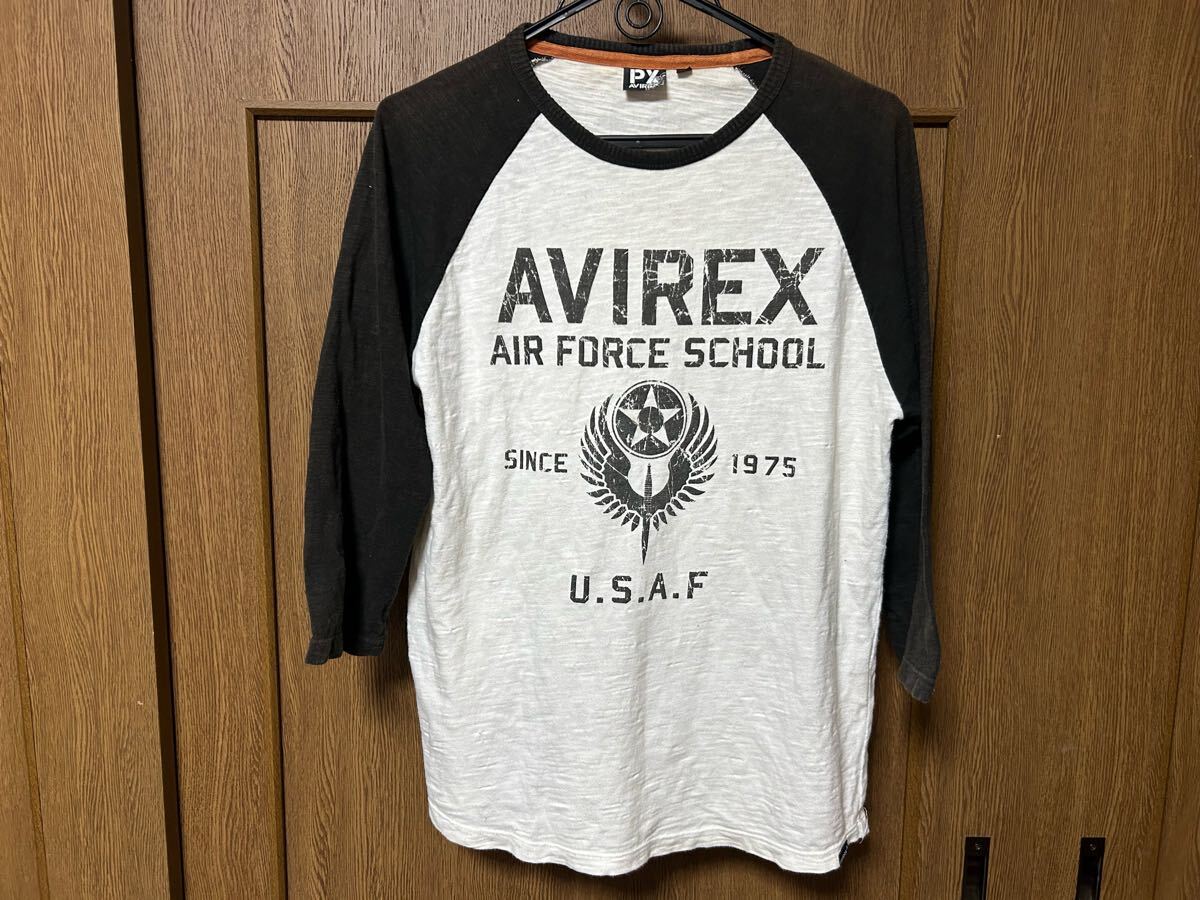 PX
AVIREX
AVIREX
AIR FORCE SCHOOL
SINCE 1975
U.S.A.F